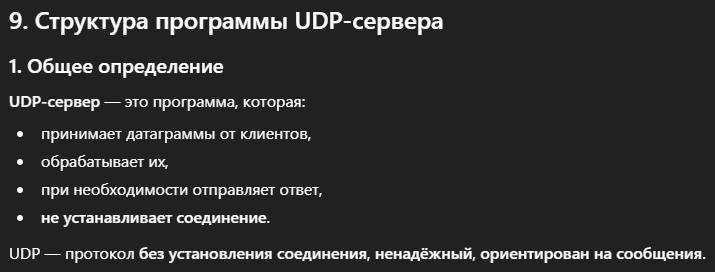 9. Структура программы UDP-сервера
1. Общее определение
UDP-сервер — это программа, которая:
• принимает датаграммы от клиентов,
• обрабатывает их,
• при необходимости отправляет ответ,
• не устанавливает соединение.
UDP — протокол без установления соединения, ненадёжный, ориентирован на сообщения.